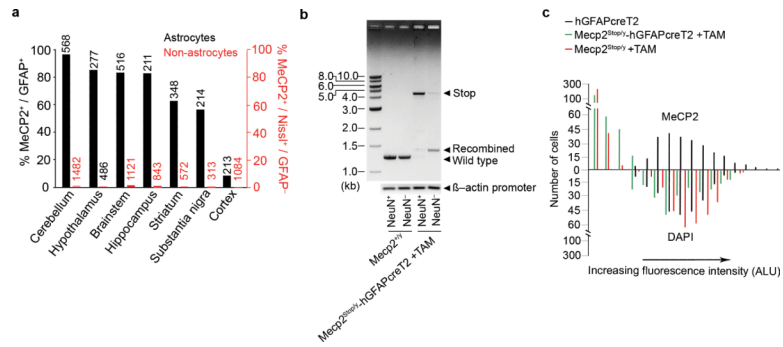 a
Astrocytes
Non-astrocytes
% MeCP2+ / GFAP+
100
80
60
40
20
0
568
277
516
211
348
214
213
1482
486
1121
843
572
313
1084
100
80
60
40
20
0
% MeCP2+ / Nissl+ / GFAP-
Cerebellum
Hypothalamus
Brainstem
Hippocampus
Striatum
Substantia nigra
Cortex
b
8.0
10.0
6.0
5.0
4.0
3.0
2.0
1.5
1.0
(kb)
Stop
Recombined
Wild type
ß-actin promoter
NeuN+
NeuN-
NeuN+
NeuN-
Mecp2+/y
Mecp2Stop/y-hGFAPcreT2 +TAM
c
hGFAPcreT2
Mecp2Stop/y-hGFAPcreT2 +TAM
Mecp2Stop/y +TAM
Number of cells
300
100
60
45
30
15
0
15
30
45
60
100
300
MeCP2
DAPI
Increasing fluorescence intensity (ALU)